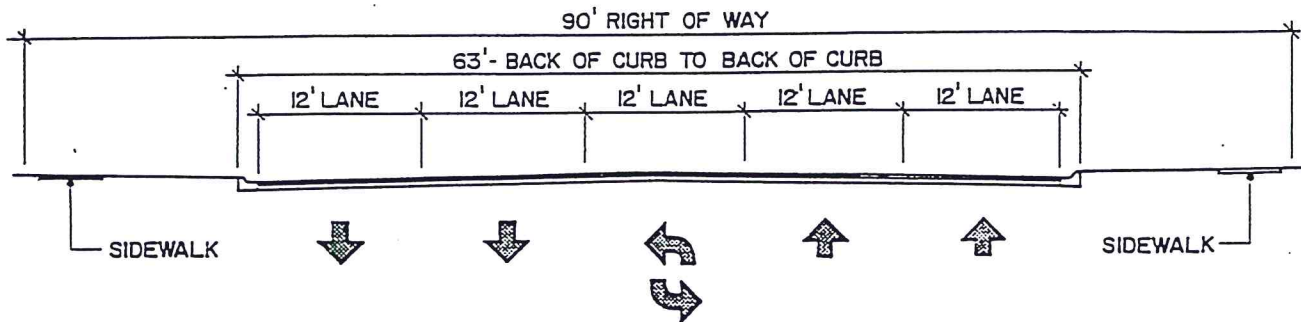 90' RIGHT OF WAY
63'- BACK OF CURB TO BACK OF CURB
12' LANE 12' LANE 12' LANE 12' LANE 12' LANE
SIDEWALK SIDEWALK